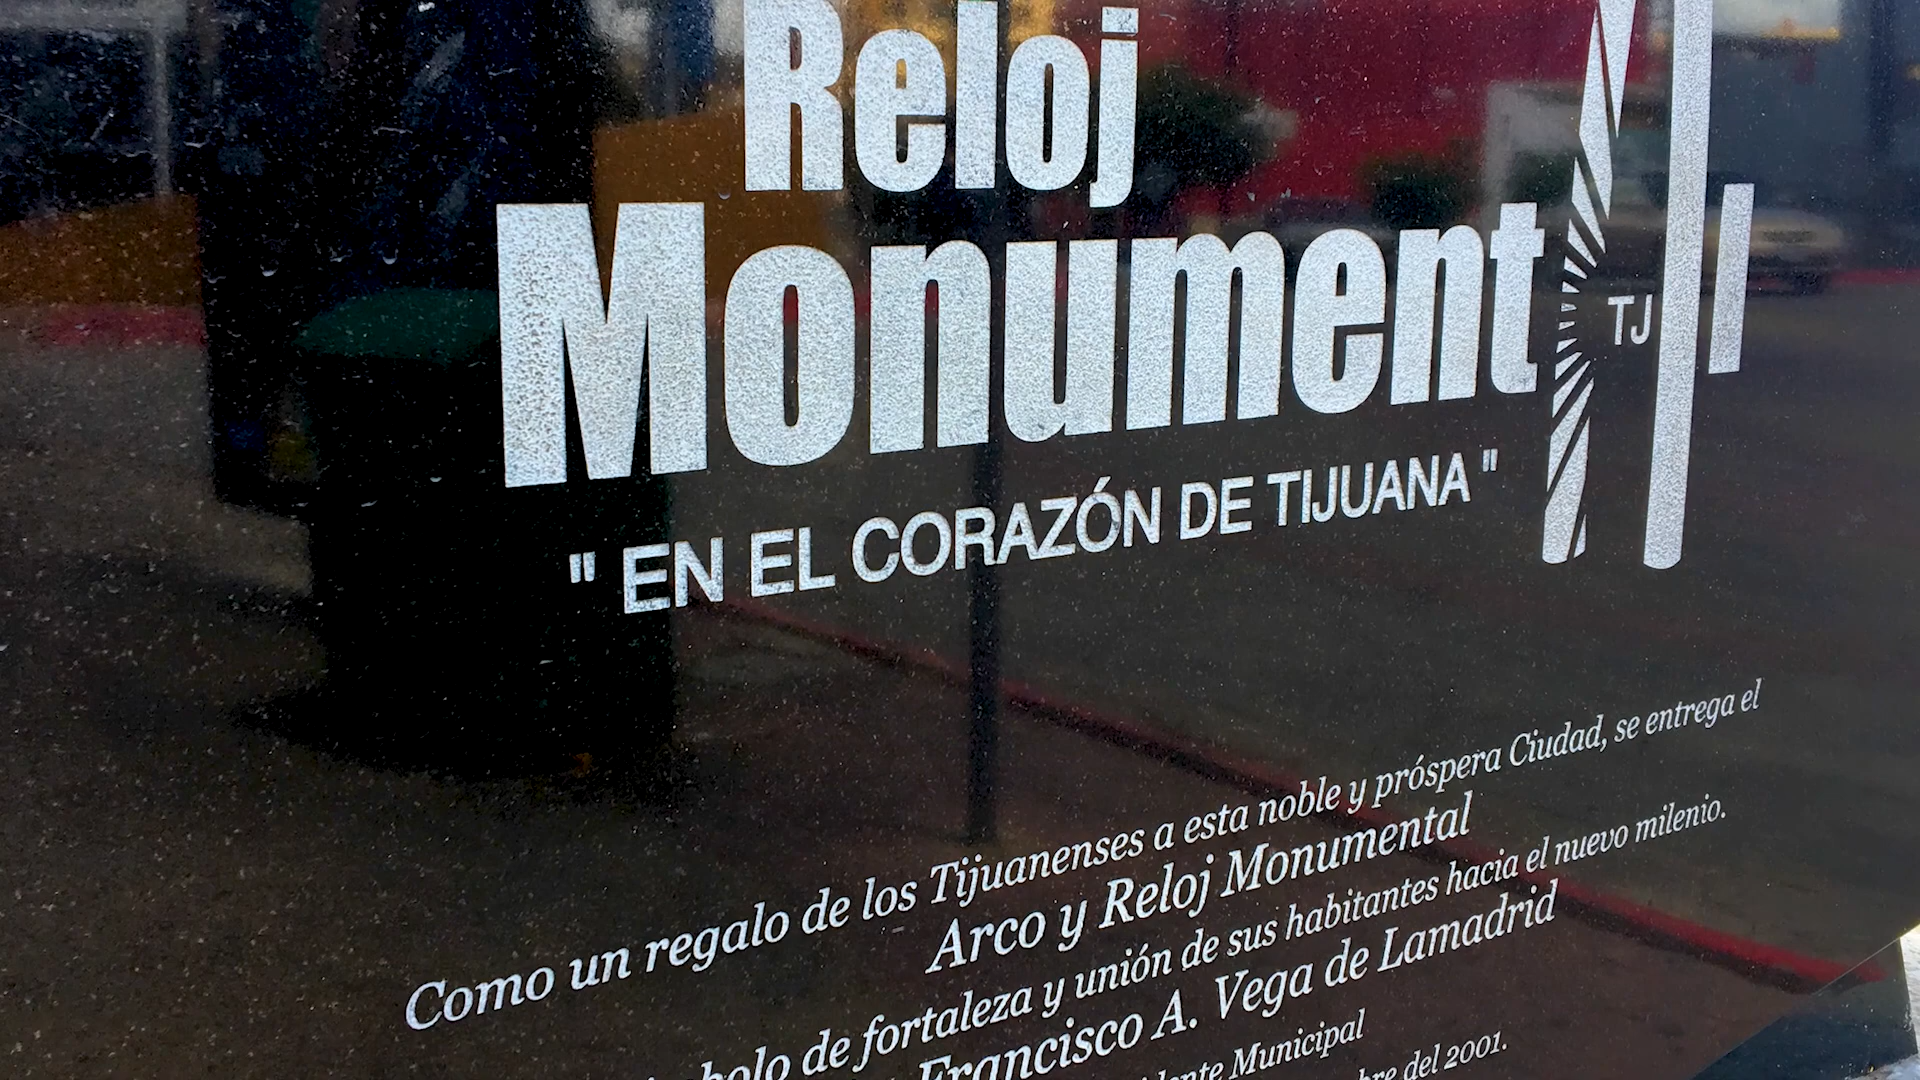 Reloj
Monument
TJ
" EN EL CORAZÓN DE TIJUANA "
Como un regalo de los Tijuanenses a esta noble y próspera Ciudad, se entrega el
Arco y Reloj Monumental
de fortaleza y unión de sus habitantes hacia el nuevo milenio.
Francisco A. Vega de Lamadrid
Municipal
del 2001.